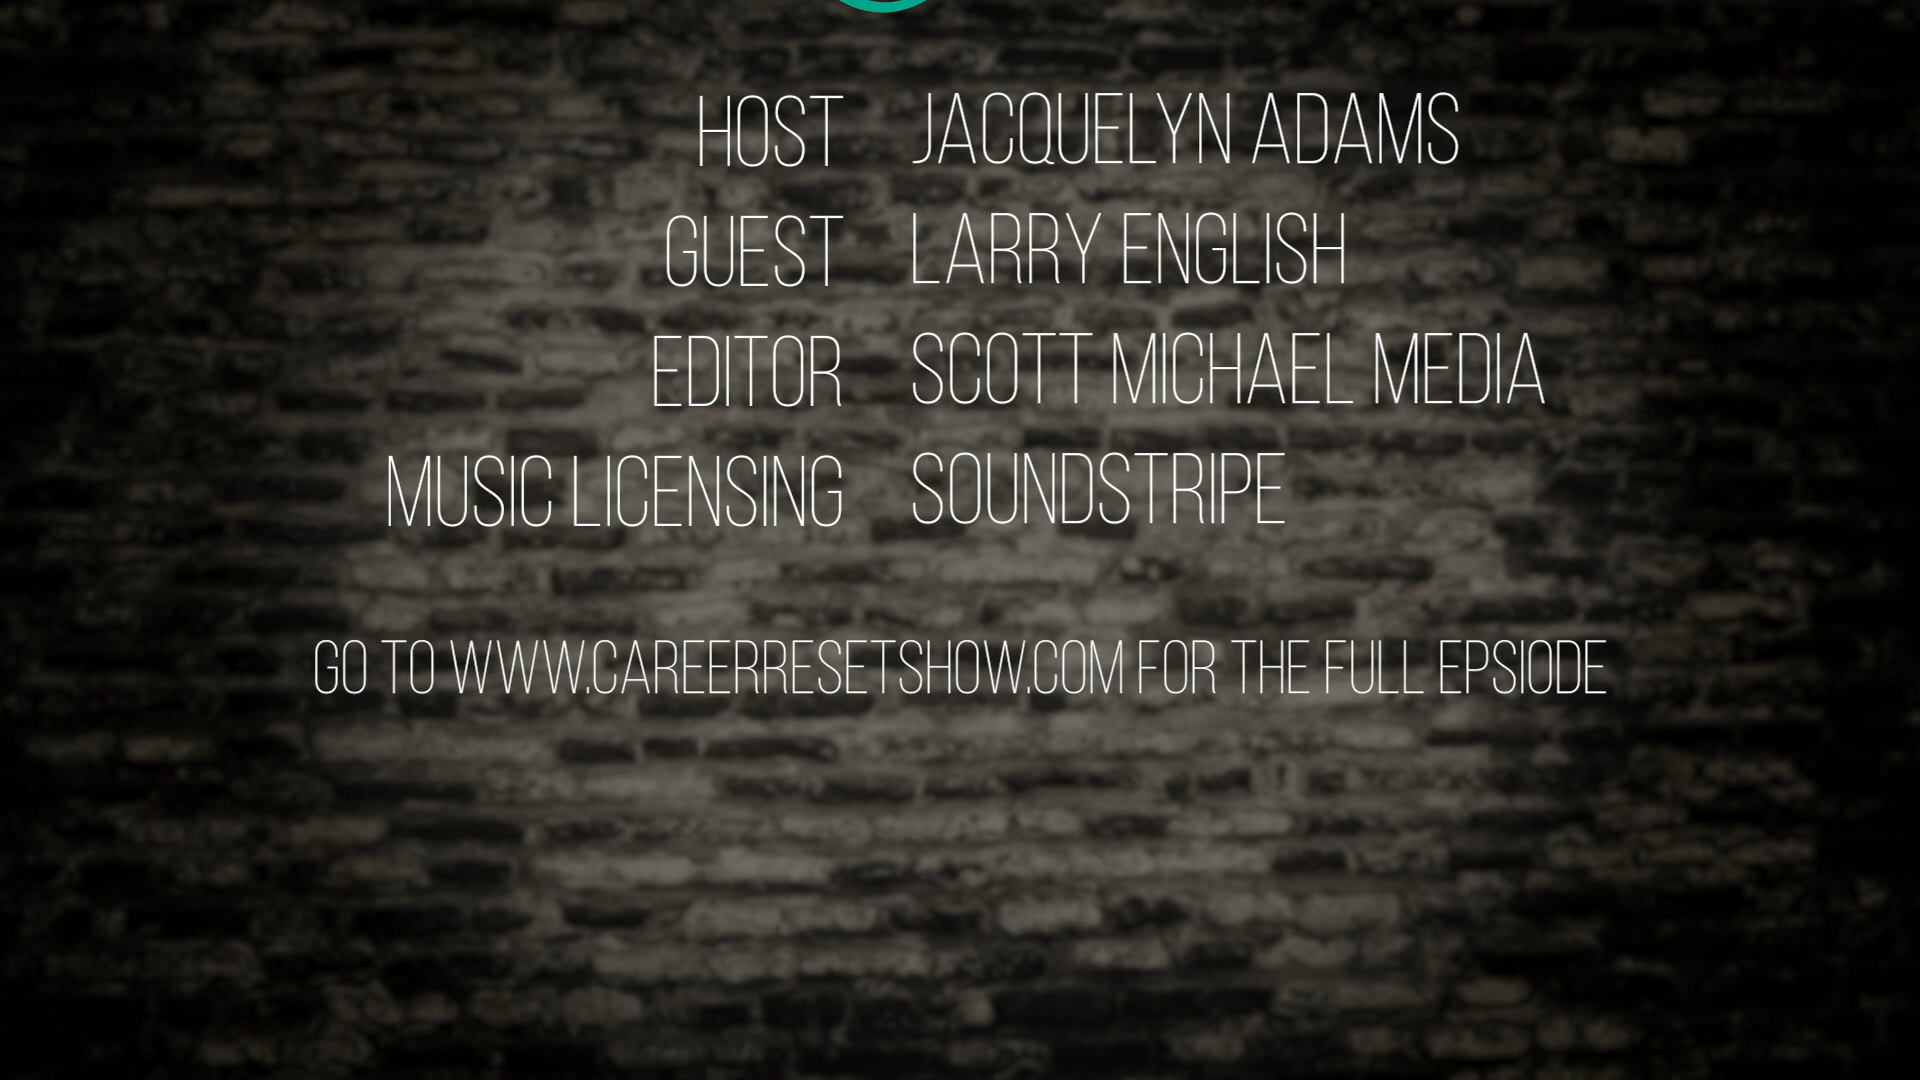 HOST JACQUELYN ADAMS
GUEST LARRY ENGLISH
EDITOR SCOTT MICHAEL MEDIA
MUSIC LICENSING SOUNDSTRIPE
GO TO WWW.CAREERRESETSHOW.COM FOR THE FULL EPSIODE